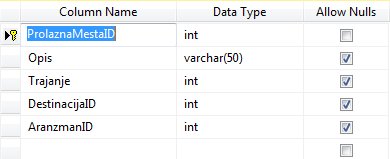 Column Name Data Type Allow Nulls
ProlaznaMestaID int
Opis varchar(50)
Trajanje int
DestinacijaID int
AranzmanID int